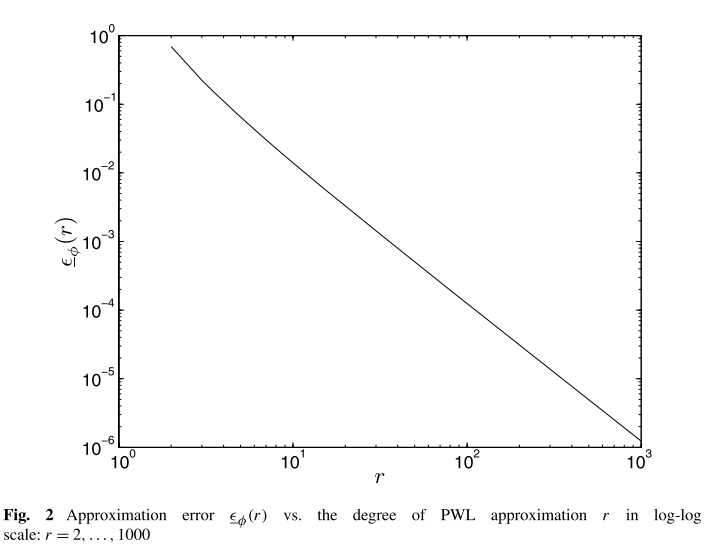 10^0
10^-1
10^-2
10^-3
10^-4
10^-5
10^-6
ϵ̲_ϕ(r)
10^0 10^1 10^2 10^3
r
Fig. 2 Approximation error ϵ̲_ϕ(r) vs. the degree of PWL approximation r in log-log
scale: r = 2, . . . , 1000